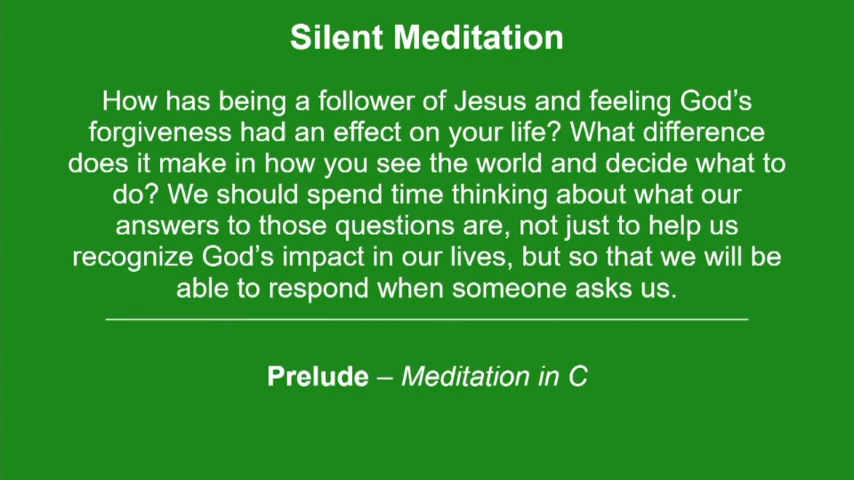 Silent Meditation
How has being a follower of Jesus and feeling God’s
forgiveness had an effect on your life? What difference
does it make in how you see the world and decide what to
do? We should spend time thinking about what our
answers to those questions are, not just to help us
recognize God’s impact in our lives, but so that we will be
able to respond when someone asks us.
Prelude – Meditation in C